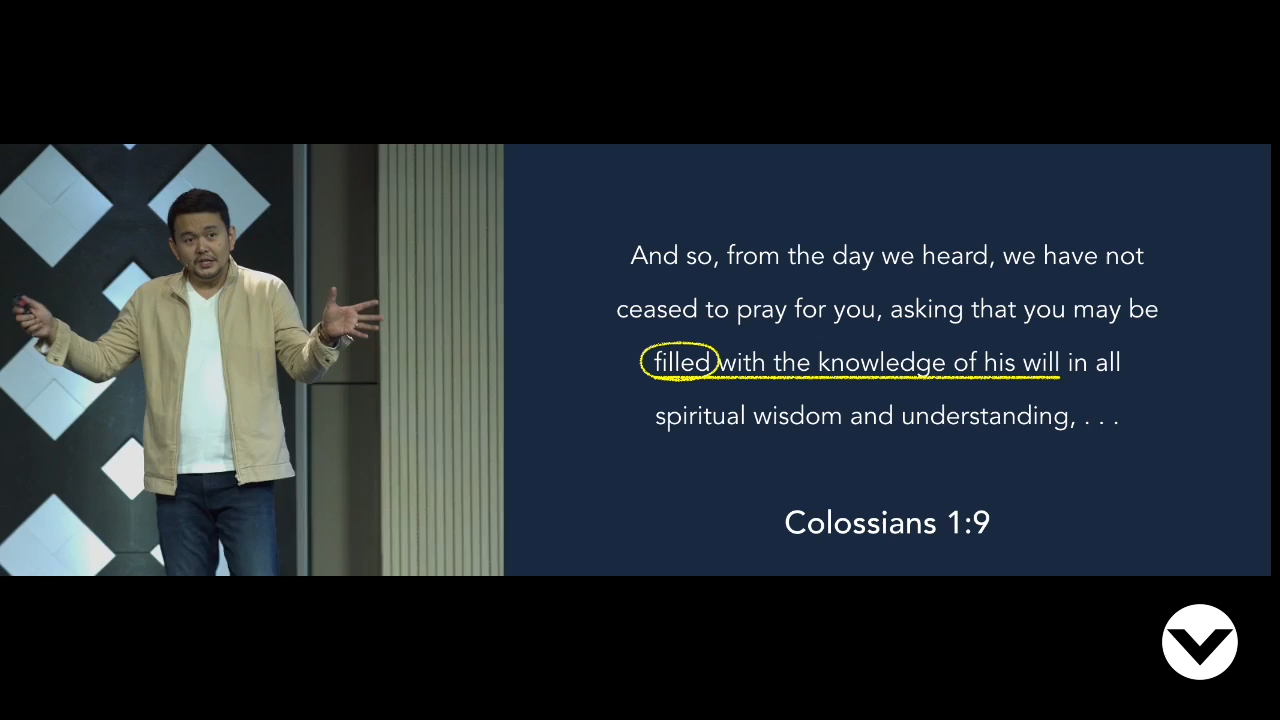 And so, from the day we heard, we have not
ceased to pray for you, asking that you may be
filled with the knowledge of his will in all
spiritual wisdom and understanding, . . .
Colossians 1:9